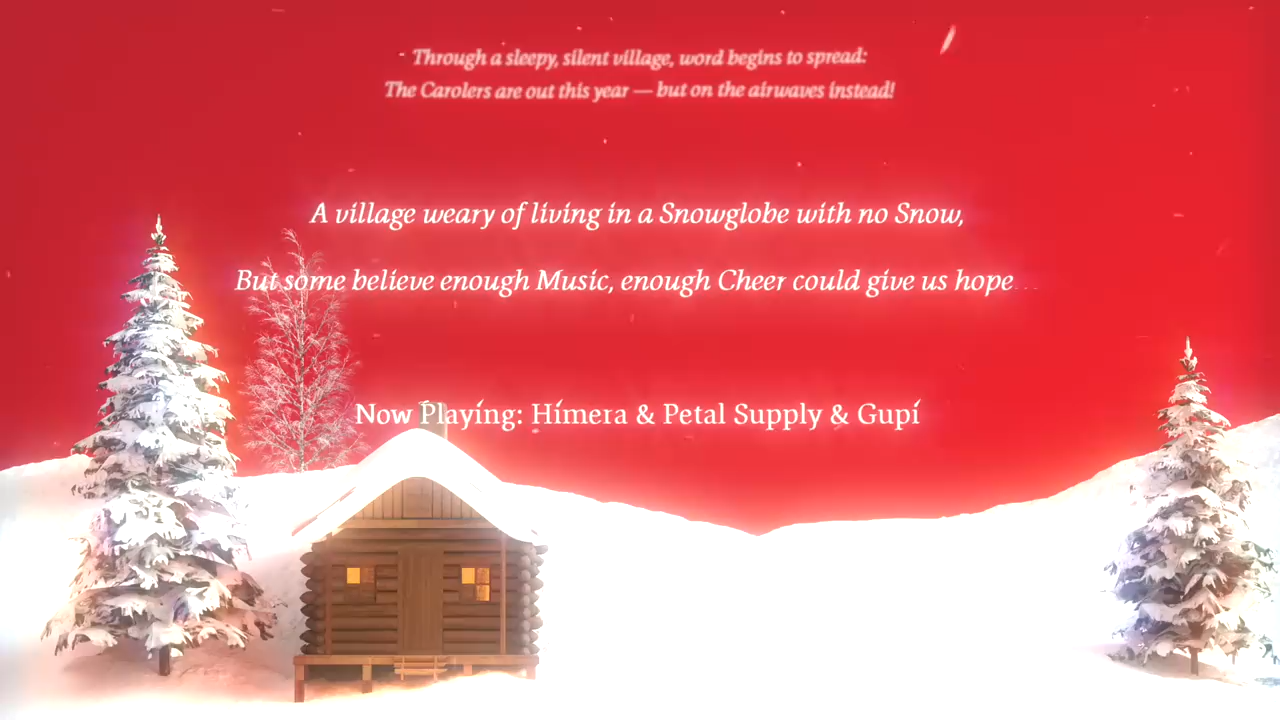 Through a sleepy, silent village, word begins to spread:
The Carolers are out this year — but on the airwaves instead!
A village weary of living in a Snowglobe with no Snow,
But some believe enough Music, enough Cheer could give us hope...
Now Playing: Himera & Petal Supply & Gupi